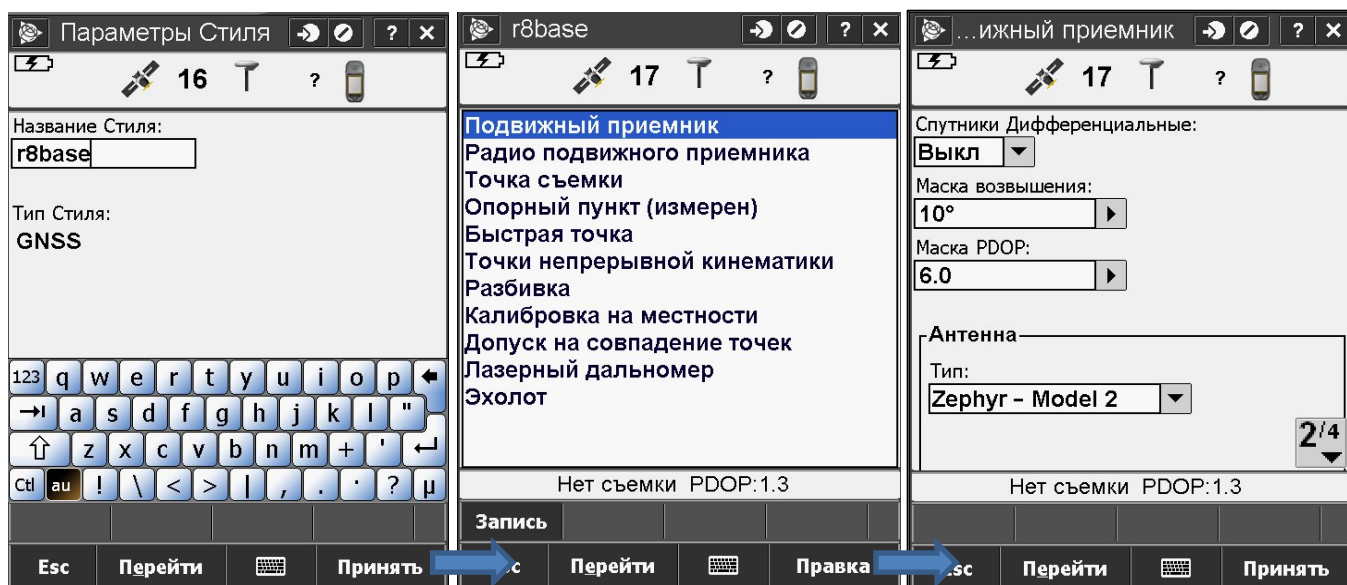 Параметры Стиля ? ×
16 ?
Название Стиля:
r8base
Тип Стиля:
GNSS
123 q w e r t y u i o p
a s d f g h j k l "
z x c v b n m + '
Ctl au ! \ < > | , . · ? µ
Esc Перейти Принять
r8base ? ×
17 ?
Подвижный приемник
Радио подвижного приемника
Точка съемки
Опорный пункт (измерен)
Быстрая точка
Точки непрерывной кинематики
Разбивка
Калибровка на местности
Допуск на совпадение точек
Лазерный дальномер
Эхолот
Нет съемки PDOP:1.3
Запись
Перейти Правка
...ижный приемник ? ×
17 ?
Спутники Дифференциальные:
Выкл
Маска возвышения:
10°
Маска PDOP:
6.0
Антенна
Тип:
Zephyr - Model 2
2/4
Нет съемки PDOP:1.3
Перейти Принять